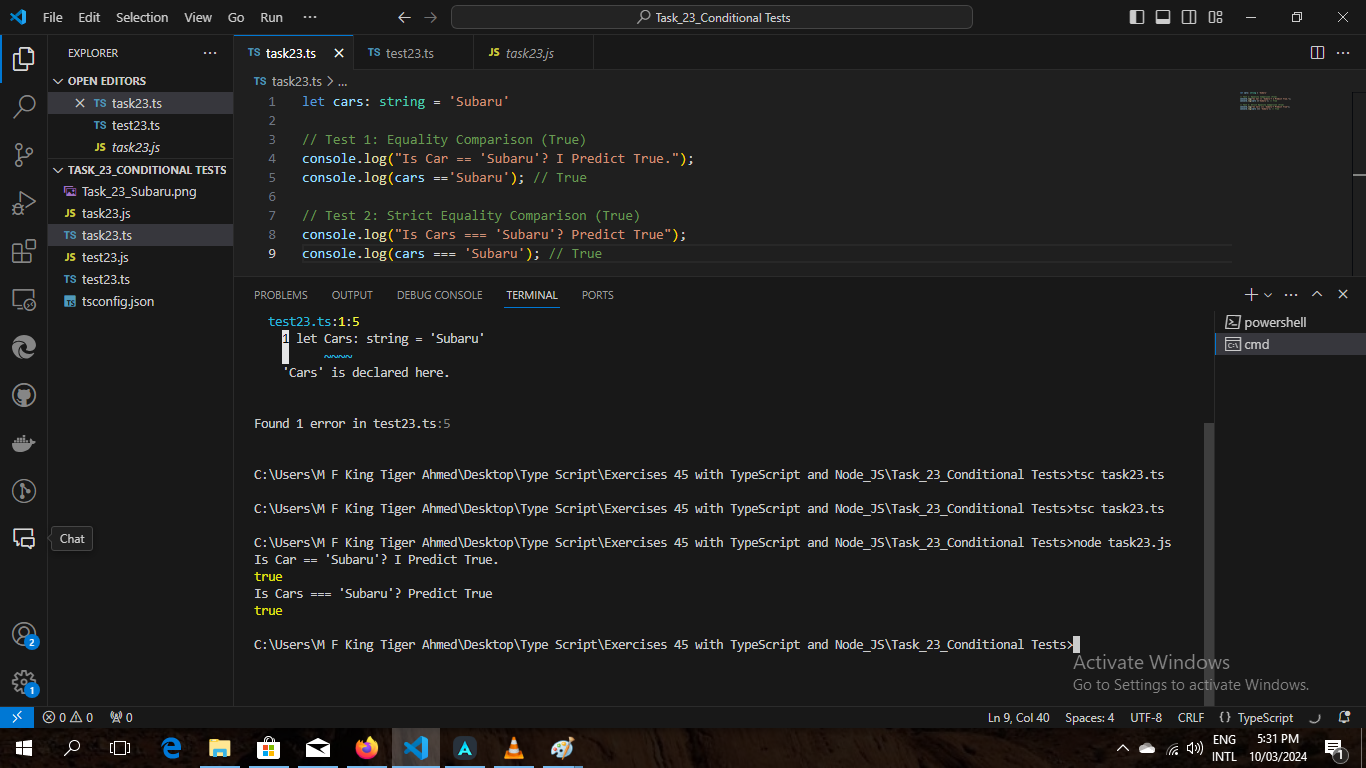 File Edit Selection View Go Run ···
Task_23_Conditional Tests
EXPLORER
OPEN EDITORS
TS task23.ts
TS test23.ts
JS task23.js
TASK_23_CONDITIONAL TESTS
Task_23_Subaru.png
JS task23.js
TS task23.ts
JS test23.js
TS test23.ts
TS tsconfig.json
Chat
2
1
TS task23.ts
TS test23.ts
JS task23.js
TS task23.ts > ...
1 let cars: string = 'Subaru'
2
3 // Test 1: Equality Comparison (True)
4 console.log("Is Car == 'Subaru'? I Predict True.");
5 console.log(cars =='Subaru'); // True
6
7 // Test 2: Strict Equality Comparison (True)
8 console.log("Is Cars === 'Subaru'? Predict True");
9 console.log(cars === 'Subaru'); // True
PROBLEMS OUTPUT DEBUG CONSOLE TERMINAL PORTS
test23.ts:1:5
1 let Cars: string = 'Subaru'
~~~~
'Cars' is declared here.
Found 1 error in test23.ts:5
C:\Users\M F King Tiger Ahmed\Desktop\Type Script\Exercises 45 with TypeScript and Node_JS\Task_23_Conditional Tests>tsc task23.ts
C:\Users\M F King Tiger Ahmed\Desktop\Type Script\Exercises 45 with TypeScript and Node_JS\Task_23_Conditional Tests>tsc task23.ts
C:\Users\M F King Tiger Ahmed\Desktop\Type Script\Exercises 45 with TypeScript and Node_JS\Task_23_Conditional Tests>node task23.js
Is Car == 'Subaru'? I Predict True.
true
Is Cars === 'Subaru'? Predict True
true
C:\Users\M F King Tiger Ahmed\Desktop\Type Script\Exercises 45 with TypeScript and Node_JS\Task_23_Conditional Tests>
powershell
cmd
Activate Windows
Go to Settings to activate Windows.
0 0 0
Ln 9, Col 40 Spaces: 4 UTF-8 CRLF {} TypeScript
ENG
INTL
5:31 PM
10/03/2024
1